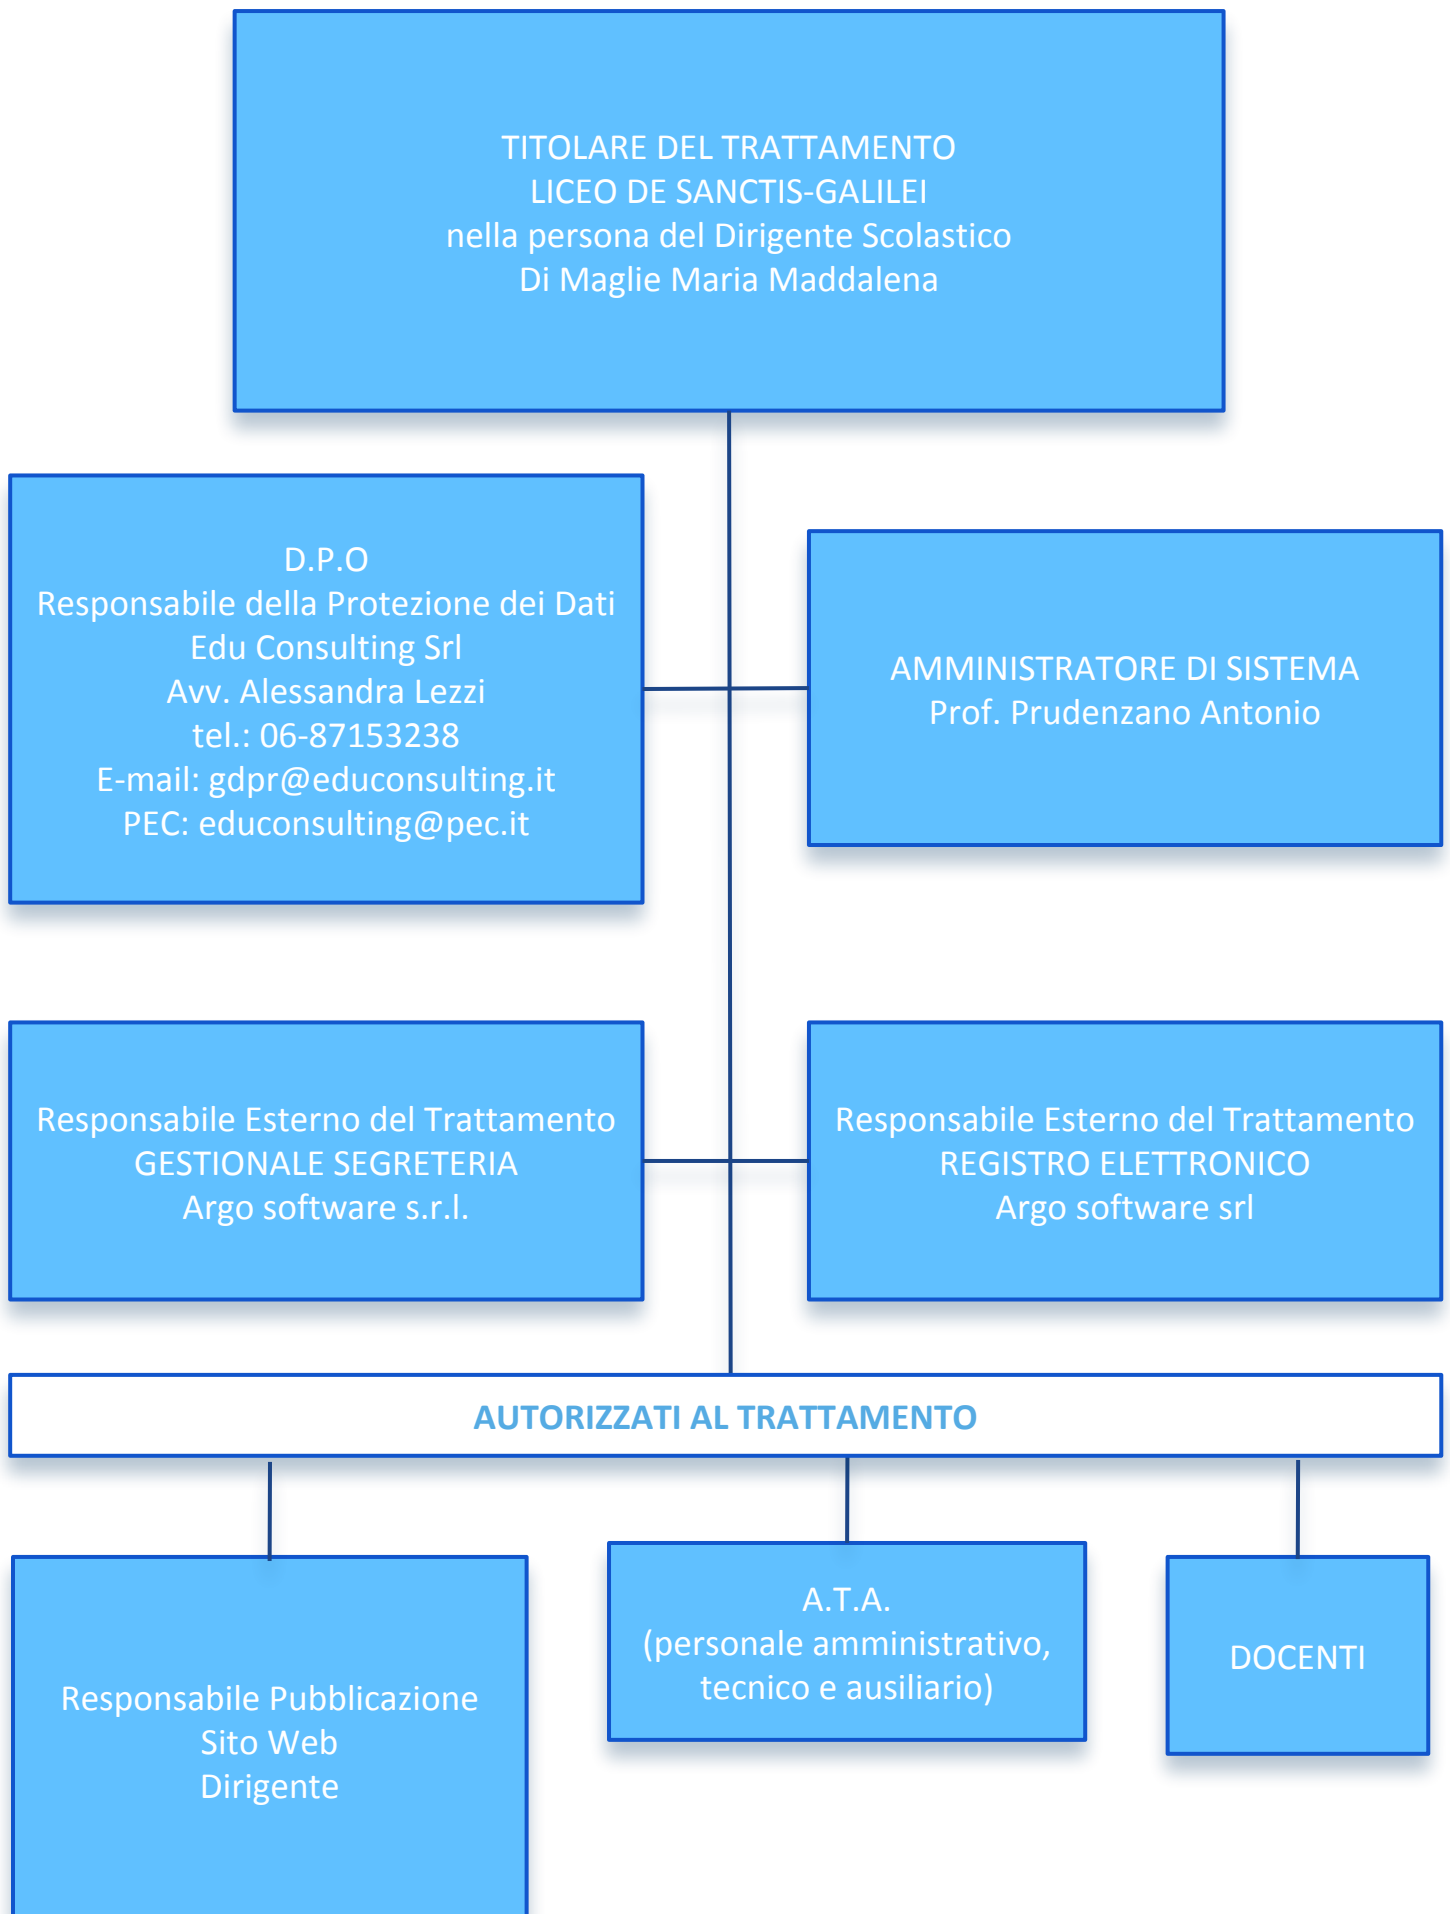 TITOLARE DEL TRATTAMENTO
LICEO DE SANCTIS-GALILEI
nella persona del Dirigente Scolastico
Di Maglie Maria Maddalena
D.P.O
Responsabile della Protezione dei Dati
Edu Consulting Srl
Avv. Alessandra Lezzi
tel.: 06-87153238
E-mail: gdpr@educonsulting.it
PEC: educonsulting@pec.it
AMMINISTRATORE DI SISTEMA
Prof. Prudenzano Antonio
Responsabile Esterno del Trattamento
GESTIONALE SEGRETERIA
Argo software s.r.l.
Responsabile Esterno del Trattamento
REGISTRO ELETTRONICO
Argo software srl
AUTORIZZATI AL TRATTAMENTO
Responsabile Pubblicazione
Sito Web
Dirigente
A.T.A.
(personale amministrativo,
tecnico e ausiliario)
DOCENTI